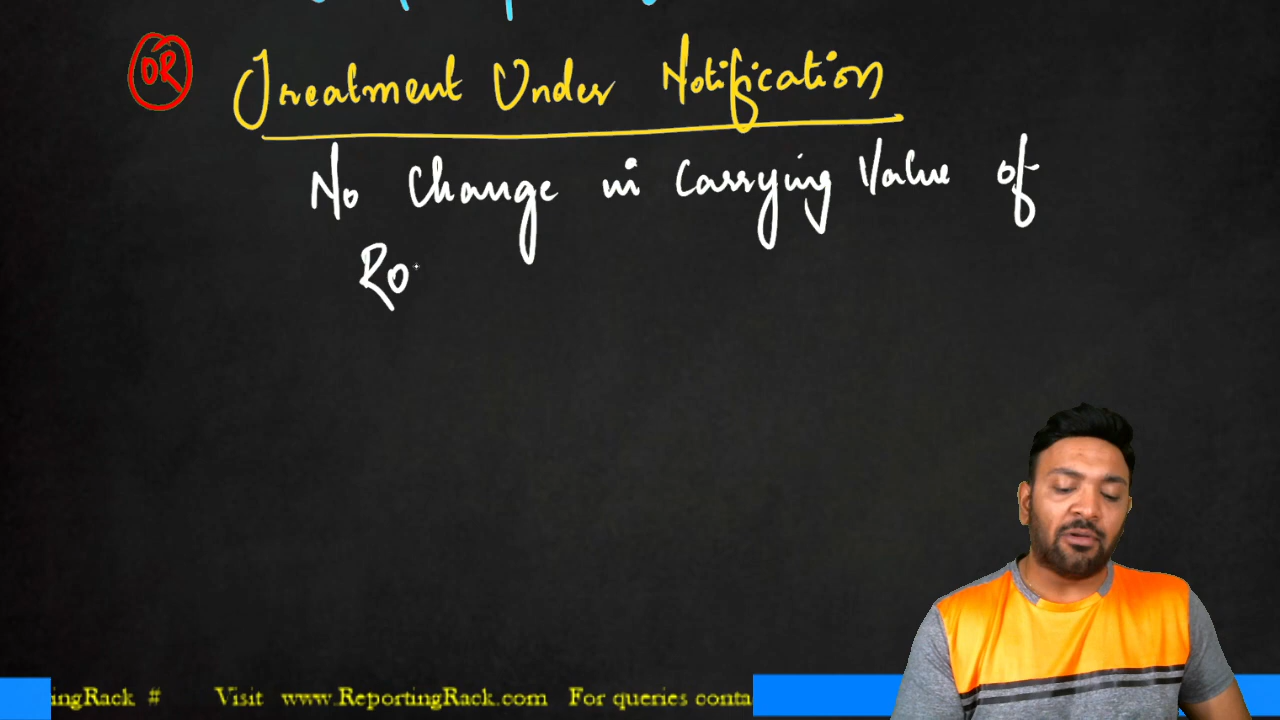 OR Treatment Under Notification
No Change in Carrying Value of
Ro
ingRack # Visit www.ReportingRack.com For queries conta